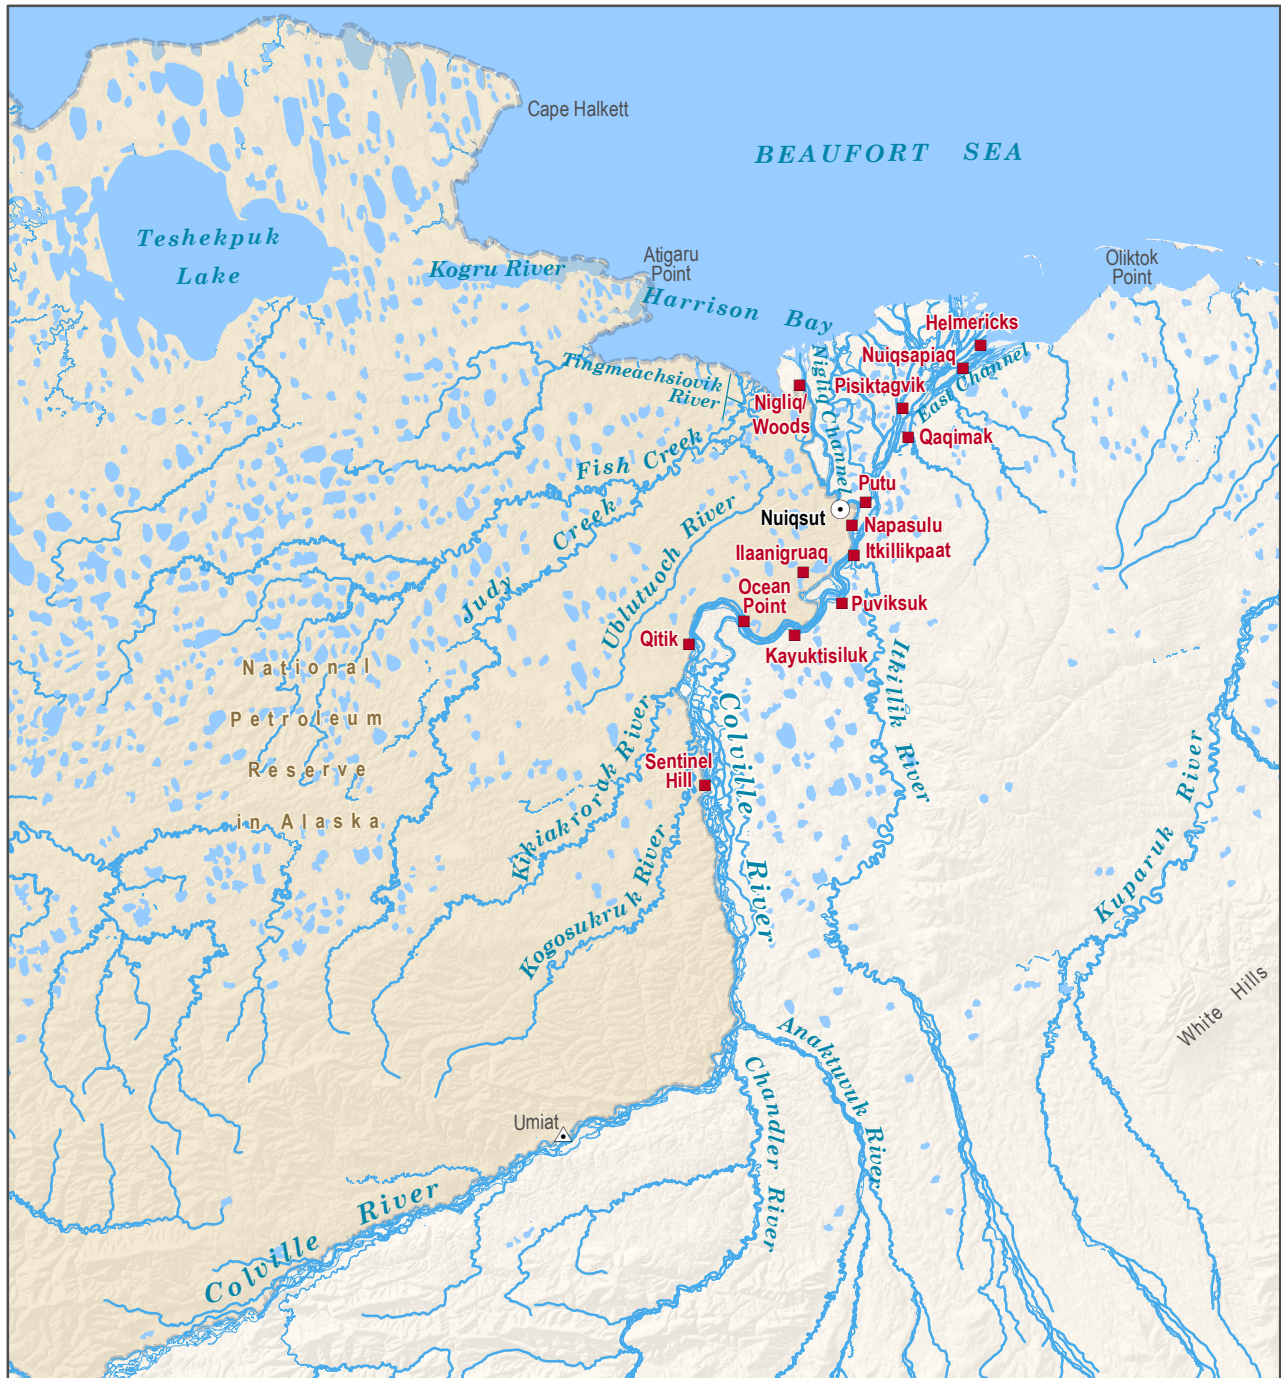 Cape Halkett
BEAUFORT SEA
Teshekpuk
Lake
Kogru River
Atigaru
Point
Oliktok
Point
Harrison Bay
Helmericks
Nuiqsapiaq
East Channel
Pisiktagvik
Qaqimak
Tingmeachsiovik
River
Nigliq/
Woods
Nigliq Channel
Fish Creek
Judy Creek
Ublutuoch River
Putu
Nuiqsut
Napasulu
Itkillikpaat
Ilaanigruaq
Ocean
Point
Puviksuk
Qitik
Kayuktisiluk
Itkillik River
National
Petroleum
Reserve
in Alaska
Colville River
Sentinel
Hill
Kikiakrorak River
Kogosukruk River
Kuparuk River
White Hills
Anaktuvuk River
Chandler River
Umiat
Colville River